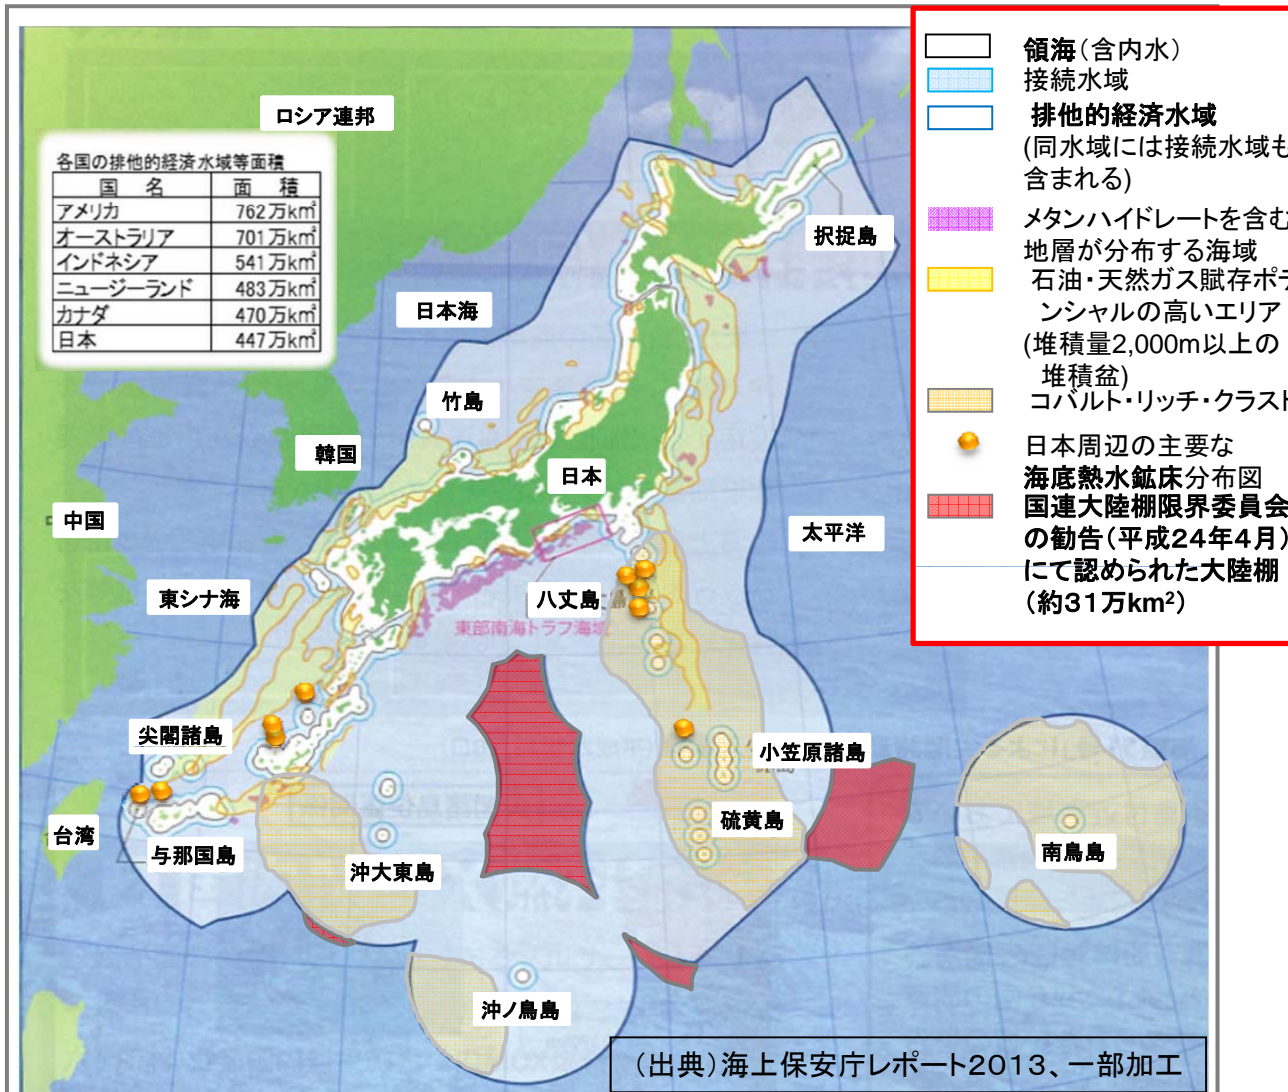 ロシア連邦
各国の排他的経済水域等面積
国　名　面　積
アメリカ　762万km²
オーストラリア　701万km²
インドネシア　541万km²
ニュージーランド　483万km²
カナダ　470万km²
日本　447万km²
択捉島
日本海
竹島
韓国
日本
中国
太平洋
東シナ海
八丈島
東部南海トラフ海域
尖閣諸島
小笠原諸島
台湾
与那国島
沖大東島
硫黄島
南鳥島
沖ノ鳥島
領海（含内水）
接続水域
排他的経済水域
(同水域には接続水域も
含まれる)
メタンハイドレートを含む
地層が分布する海域
石油・天然ガス賦存ポテ
ンシャルの高いエリア
(堆積量2,000m以上の
堆積盆)
コバルト・リッチ・クラスト
日本周辺の主要な
海底熱水鉱床分布図
国連大陸棚限界委員会
の勧告（平成24年4月）
にて認められた大陸棚
（約31万km²）
（出典）海上保安庁レポート2013、一部加工